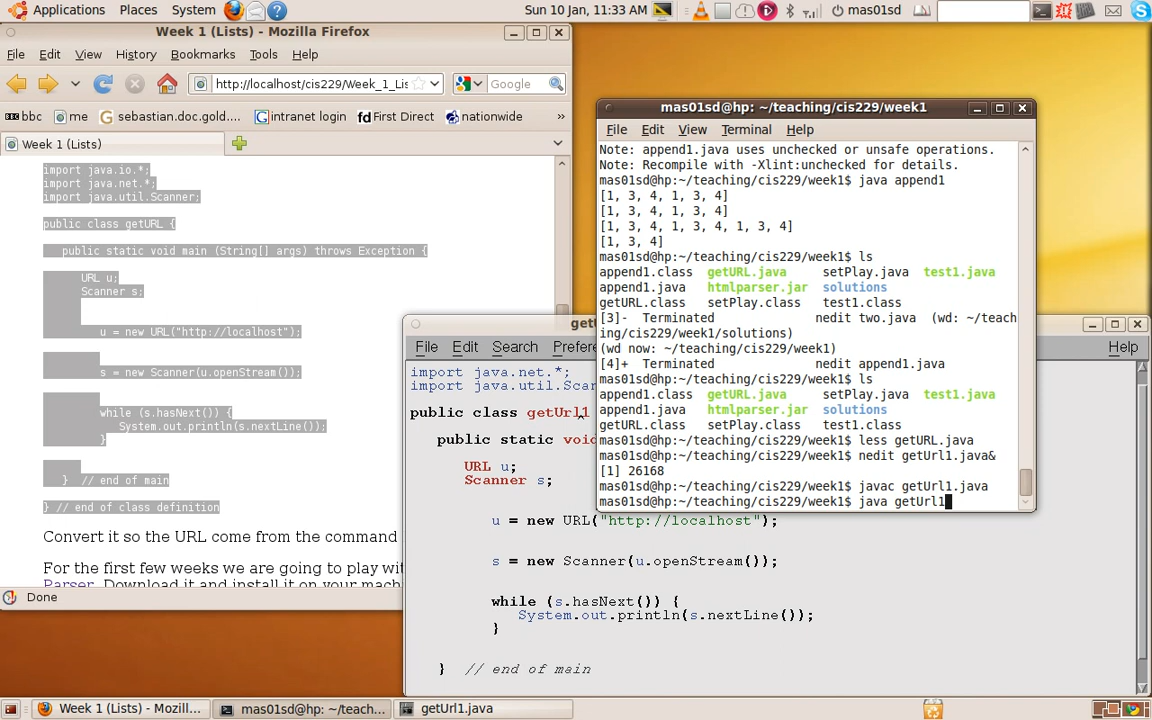 Applications Places System
Sun 10 Jan, 11:33 AM
mas01sd
Week 1 (Lists) - Mozilla Firefox
File Edit View History Bookmarks Tools Help
http://localhost/cis229/Week_1_Lis
Google
bbc me sebastian.doc.gold.... intranet login fd First Direct nationwide »
Week 1 (Lists)
import java.io.*;
import java.net.*;
import java.util.Scanner;
public class getURL {
public static void main (String[] args) throws Exception {
URL u;
Scanner s;
u = new URL("http://localhost");
s = new Scanner(u.openStream());
while (s.hasNext()) {
System.out.println(s.nextLine());
}
} // end of main
} // end of class definition
Convert it so the URL come from the command
For the first few weeks we are going to play wit
Parser. Download it and install it on your mach
Done
mas01sd@hp: ~/teaching/cis229/week1
File Edit View Terminal Help
Note: append1.java uses unchecked or unsafe operations.
Note: Recompile with -Xlint:unchecked for details.
mas01sd@hp:~/teaching/cis229/week1$ java append1
[1, 3, 4, 1, 3, 4]
[1, 3, 4, 1, 3, 4]
[1, 3, 4, 1, 3, 4, 1, 3, 4]
[1, 3, 4]
mas01sd@hp:~/teaching/cis229/week1$ ls
append1.class getURL.java setPlay.java test1.java
append1.java htmlparser.jar solutions
getURL.class setPlay.class test1.class
[3]- Terminated nedit two.java (wd: ~/teach
ing/cis229/week1/solutions)
(wd now: ~/teaching/cis229/week1)
[4]+ Terminated nedit append1.java
mas01sd@hp:~/teaching/cis229/week1$ ls
append1.class getURL.java setPlay.java test1.java
append1.java htmlparser.jar solutions
getURL.class setPlay.class test1.class
mas01sd@hp:~/teaching/cis229/week1$ less getURL.java
mas01sd@hp:~/teaching/cis229/week1$ nedit getUrl1.java&
[1] 26168
mas01sd@hp:~/teaching/cis229/week1$ javac getUrl1.java
mas01sd@hp:~/teaching/cis229/week1$ java getUrl1
getU
File Edit Search Prefere Help
import java.net.*;
import java.util.Scan
public class getUrl1
public static void
URL u;
Scanner s;
u = new URL("http://localhost");
s = new Scanner(u.openStream());
while (s.hasNext()) {
System.out.println(s.nextLine());
}
} // end of main
Week 1 (Lists) - Mozill... mas01sd@hp: ~/teach... getUrl1.java